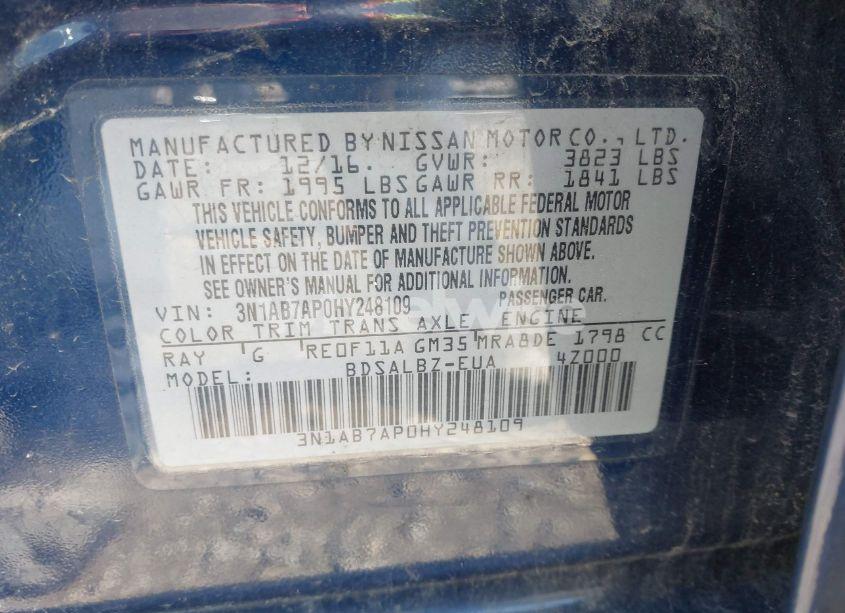 MANUFACTURED BY NISSAN MOTOR CO., LTD.
DATE: 12/16. GVWR: 3823 LBS
GAWR FR: 1995 LBS GAWR RR: 1841 LBS
THIS VEHICLE CONFORMS TO ALL APPLICABLE FEDERAL MOTOR
VEHICLE SAFETY, BUMPER AND THEFT PREVENTION STANDARDS
IN EFFECT ON THE DATE OF MANUFACTURE SHOWN ABOVE.
SEE OWNER'S MANUAL FOR ADDITIONAL INFORMATION.
VIN: 3N1AB7AP0HY248109 PASSENGER CAR.
COLOR TRIM TRANS AXLE ENGINE
RAY G RE0F11A GM35 MRA8DE 1798 CC
MODEL: BDSALBZ-EUA 4Z000
3N1AB7AP0HY248109